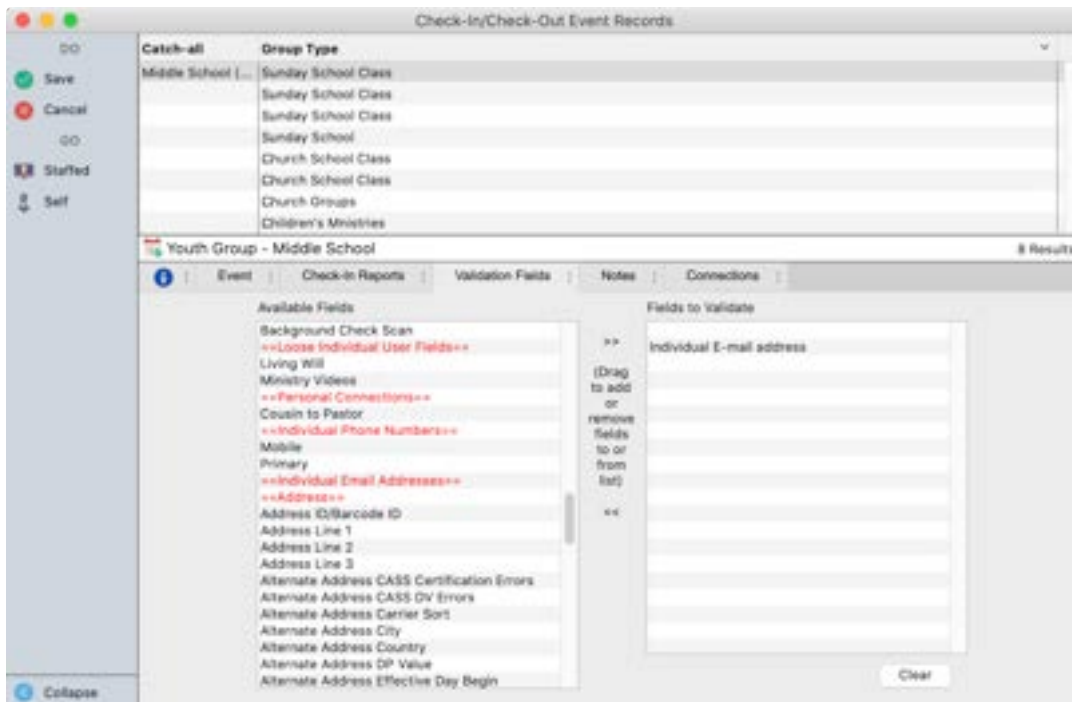 Check-In/Check-Out Event Records
DO
Save
Cancel
GO
Staffed
Self
Collapse
Catch-all Group Type
Middle School (... Sunday School Class
Sunday School Class
Sunday School Class
Sunday School
Church School Class
Church School Class
Church Groups
Children's Ministries
Youth Group - Middle School 8 Results
Event Check-In Reports Validation Fields Notes Connections
Available Fields
Background Check Scan
==Loose Individual User Fields==
Living Will
Ministry Videos
==Personal Connections==
Cousin to Pastor
==Individual Phone Numbers==
Mobile
Primary
==Individual Email Addresses==
==Address==
Address ID/Barcode ID
Address Line 1
Address Line 2
Address Line 3
Alternate Address CASS Certification Errors
Alternate Address CASS DV Errors
Alternate Address Carrier Sort
Alternate Address City
Alternate Address Country
Alternate Address DP Value
Alternate Address Effective Day Begin
>>
(Drag
to add
or
remove
fields
to or
from
list)
<<
Fields to Validate
Individual E-mail address
Clear